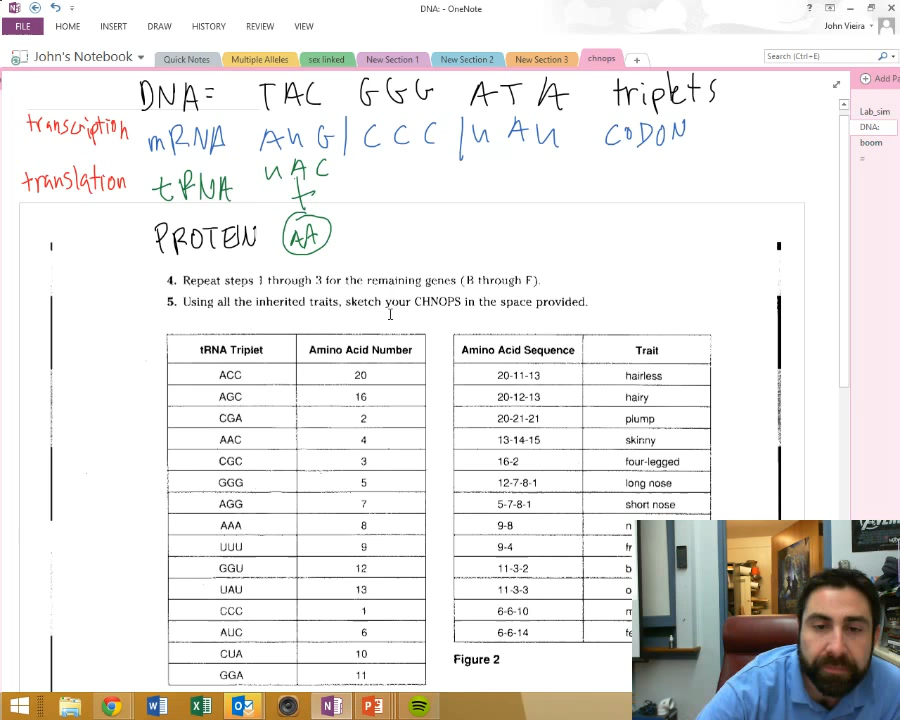 DNA: - OneNote
?
FILE HOME INSERT DRAW HISTORY REVIEW VIEW
John Vieira
John's Notebook Quick Notes Multiple Alleles sex linked New Section 1 New Section 2 New Section 3 chnops +
Search (Ctrl+E)
Add Pa
Lab_sim
DNA:
boom
=
DNA= TAC GGG ATA triplets
transcription mRNA AUG | CCC | UAU CODON
UAC
translation tRNA
PROTEIN AA
4. Repeat steps 1 through 3 for the remaining genes (B through F).
5. Using all the inherited traits, sketch your CHNOPS in the space provided.
tRNA Triplet Amino Acid Number
ACC 20
AGC 16
CGA 2
AAC 4
CGC 3
GGG 5
AGG 7
AAA 8
UUU 9
GGU 12
UAU 13
CCC 1
AUC 6
CUA 10
GGA 11
Amino Acid Sequence Trait
20-11-13 hairless
20-12-13 hairy
20-21-21 plump
13-14-15 skinny
16-2 four-legged
12-7-8-1 long nose
5-7-8-1 short nose
9-8
9-4
11-3-2
11-3-3
6-6-10
6-6-14
Figure 2